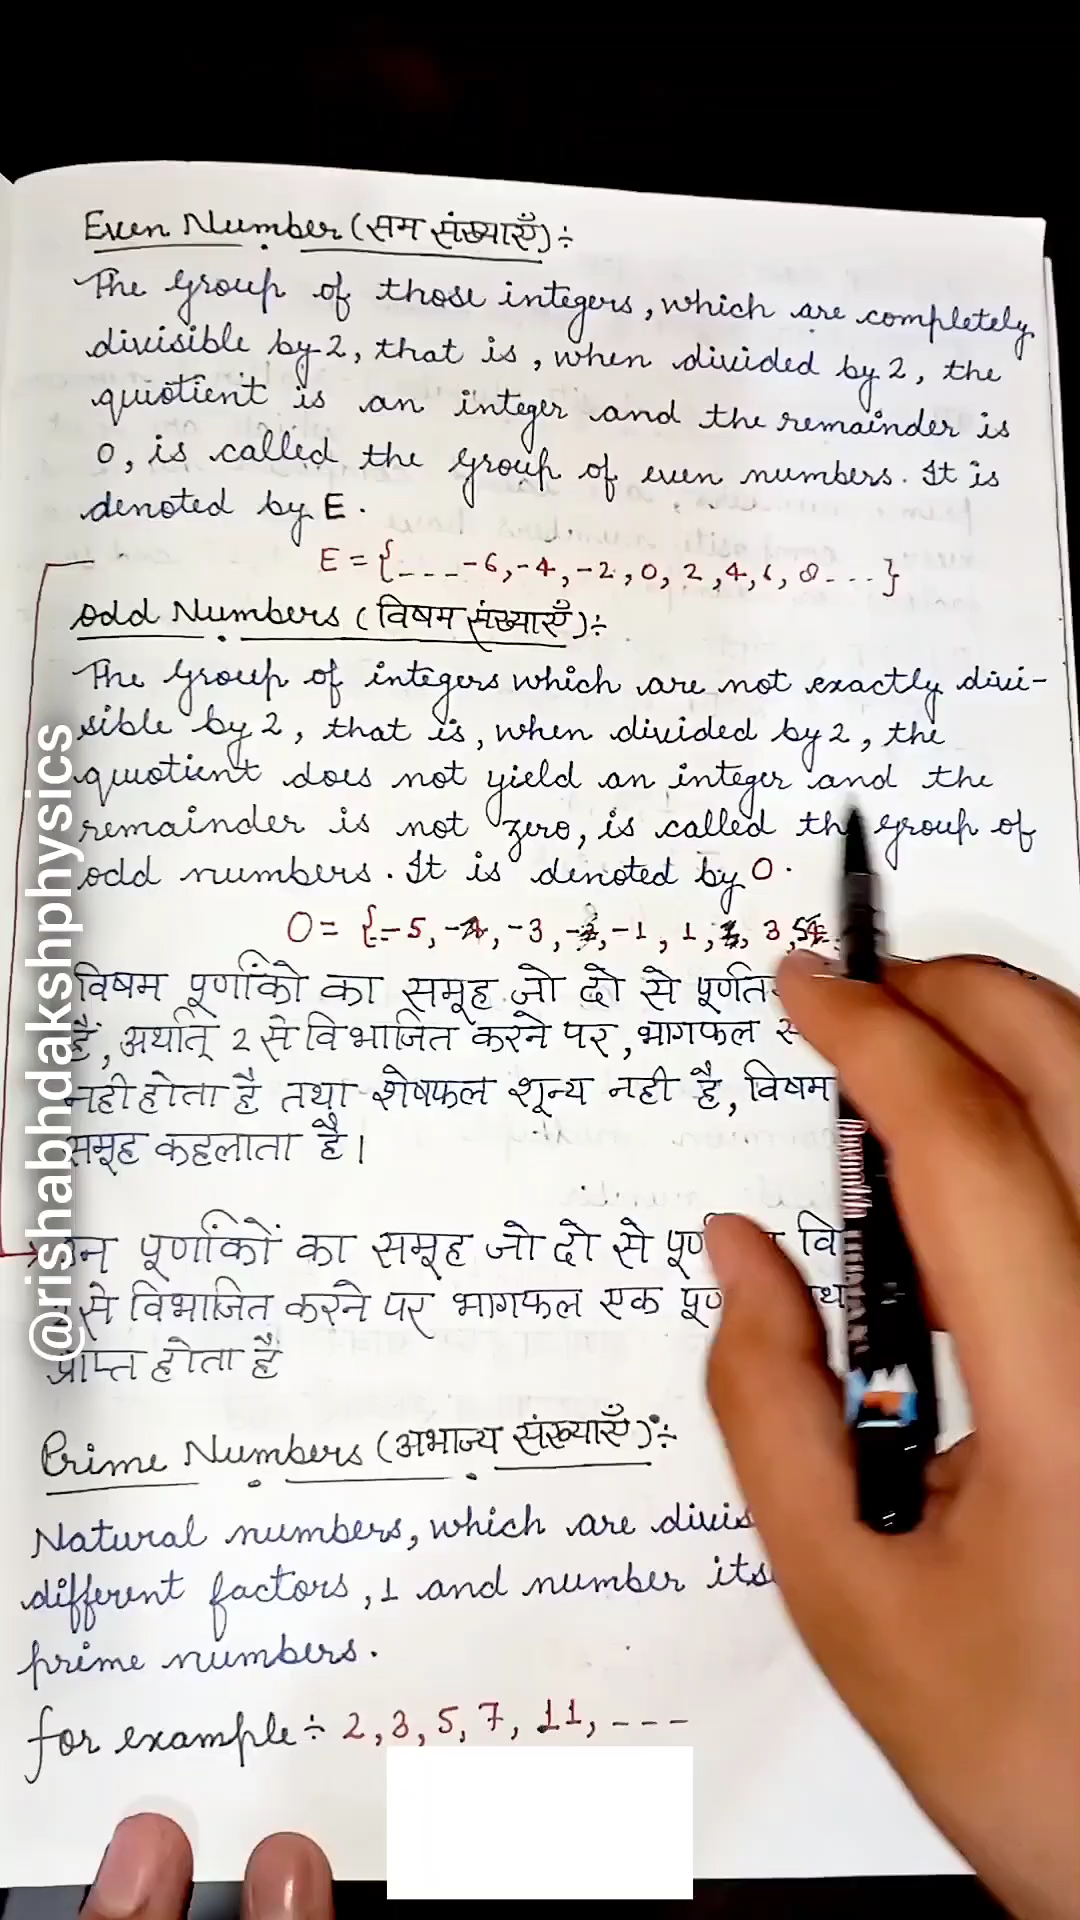 Even Number (सम संख्याएँ) ÷
The group of those integers, which are completely
divisible by 2, that is, when divided by 2, the
quotient is an integer and the remainder is
0, is called the group of even numbers. It is
denoted by E.
E = {_ _ _ -6, -4, -2, 0, 2, 4, 6, 8 - - - }
odd Numbers (विषम संख्याएँ) ÷
The group of integers which are not exactly divi-
sible by 2, that is, when divided by 2, the
quotient does not yield an integer and the
remainder is not zero, is called the group of
odd numbers. It is denoted by O.
O = {-- -5, -3, -1, 1, 3, 5
विषम पूर्णांको का समूह जो दो से
हैं, अर्थात् 2 से विभाजित करने पर, भागफल
नही होता है तथा शेषफल शून्य नही है, विषम
समूह कहलाता है।
पूर्णांकों का समूह जो दो से
से विभाजित करने पर भागफल एक
प्राप्त होता है
Prime Numbers (अभाज्य संख्याएँ) ÷
Natural numbers, which are
different factors, 1 and number
prime numbers.
for example ÷ 2, 3, 5, 7, 11, - - -
@rishabhdakshphysics